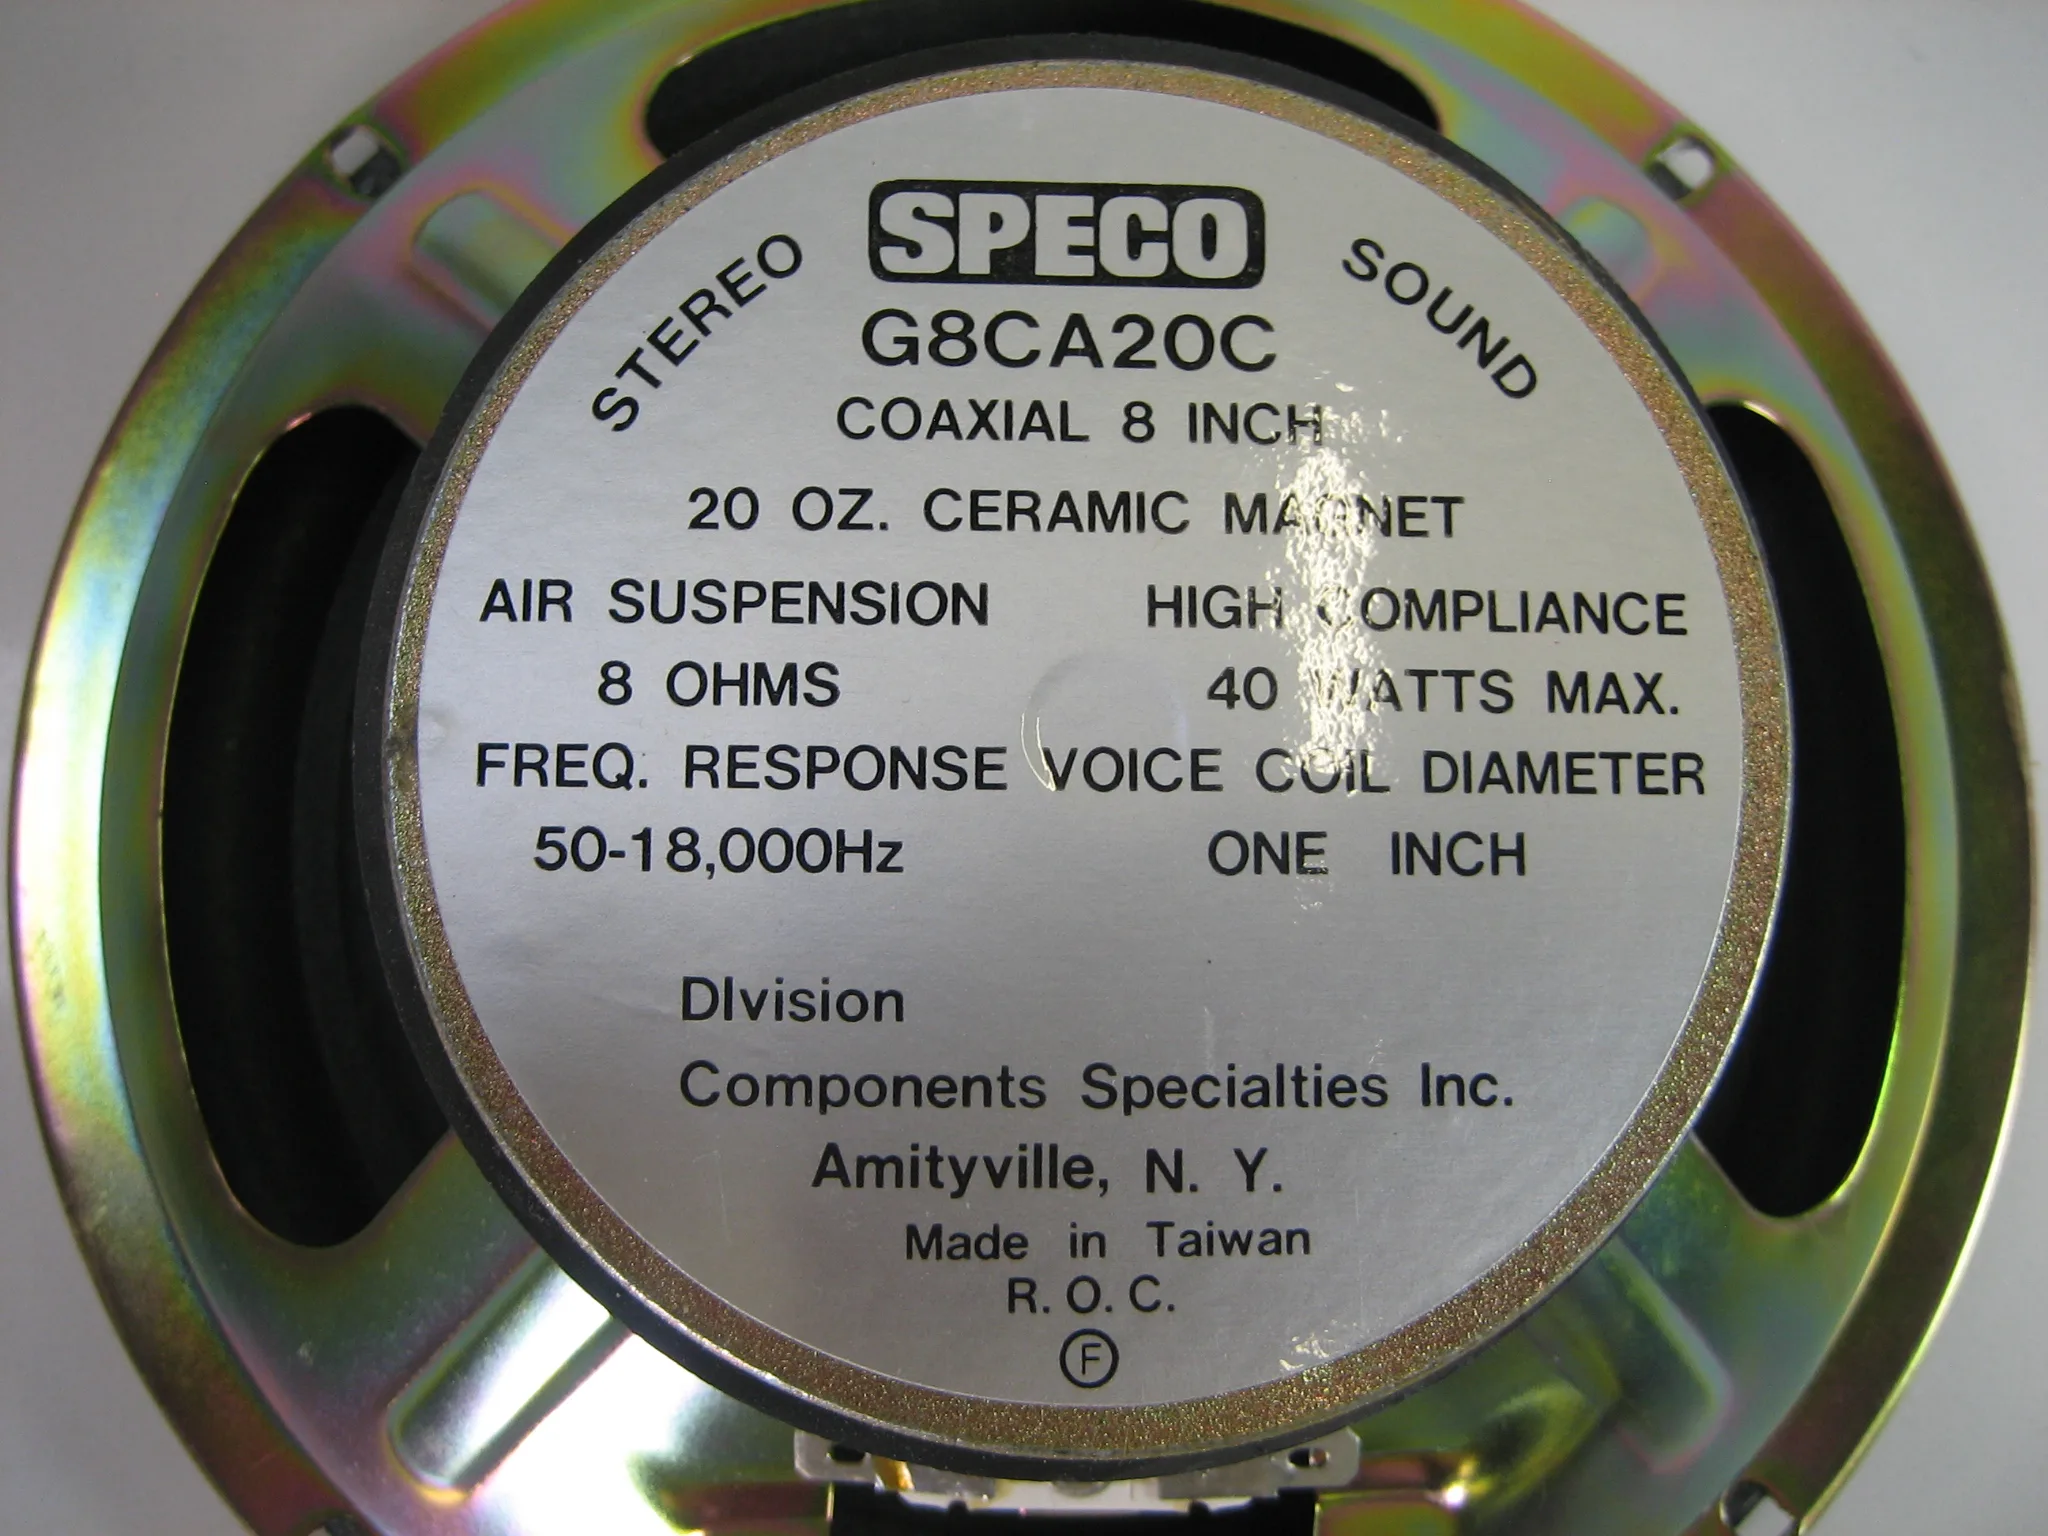 SPECO
STEREO SOUND
G8CA20C
COAXIAL 8 INCH
20 OZ. CERAMIC MAGNET
AIR SUSPENSION HIGH COMPLIANCE
8 OHMS 40 WATTS MAX.
FREQ. RESPONSE VOICE COIL DIAMETER
50-18,000Hz ONE INCH
DIvision
Components Specialties Inc.
Amityville, N. Y.
Made in Taiwan
R. O. C.
F